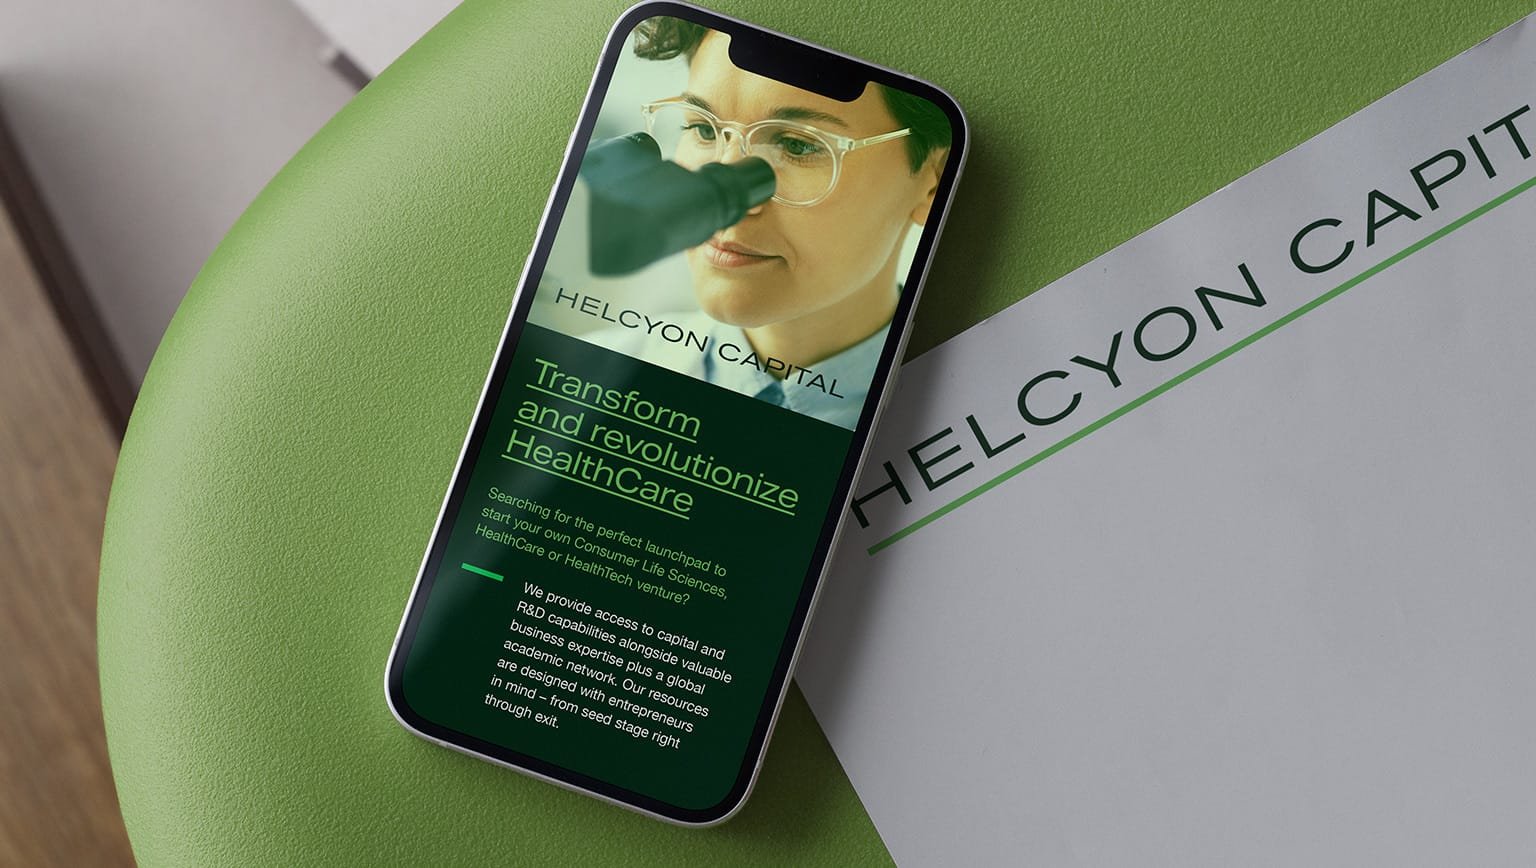 HELCYON CAPITAL
Transform
and revolutionize
HealthCare
Searching for the perfect launchpad to
start your own Consumer Life Sciences,
HealthCare or HealthTech venture?
We provide access to capital and
R&D capabilities alongside valuable
business expertise plus a global
academic network. Our resources
are designed with entrepreneurs
in mind – from seed stage right
through exit.
HELCYON CAPIT